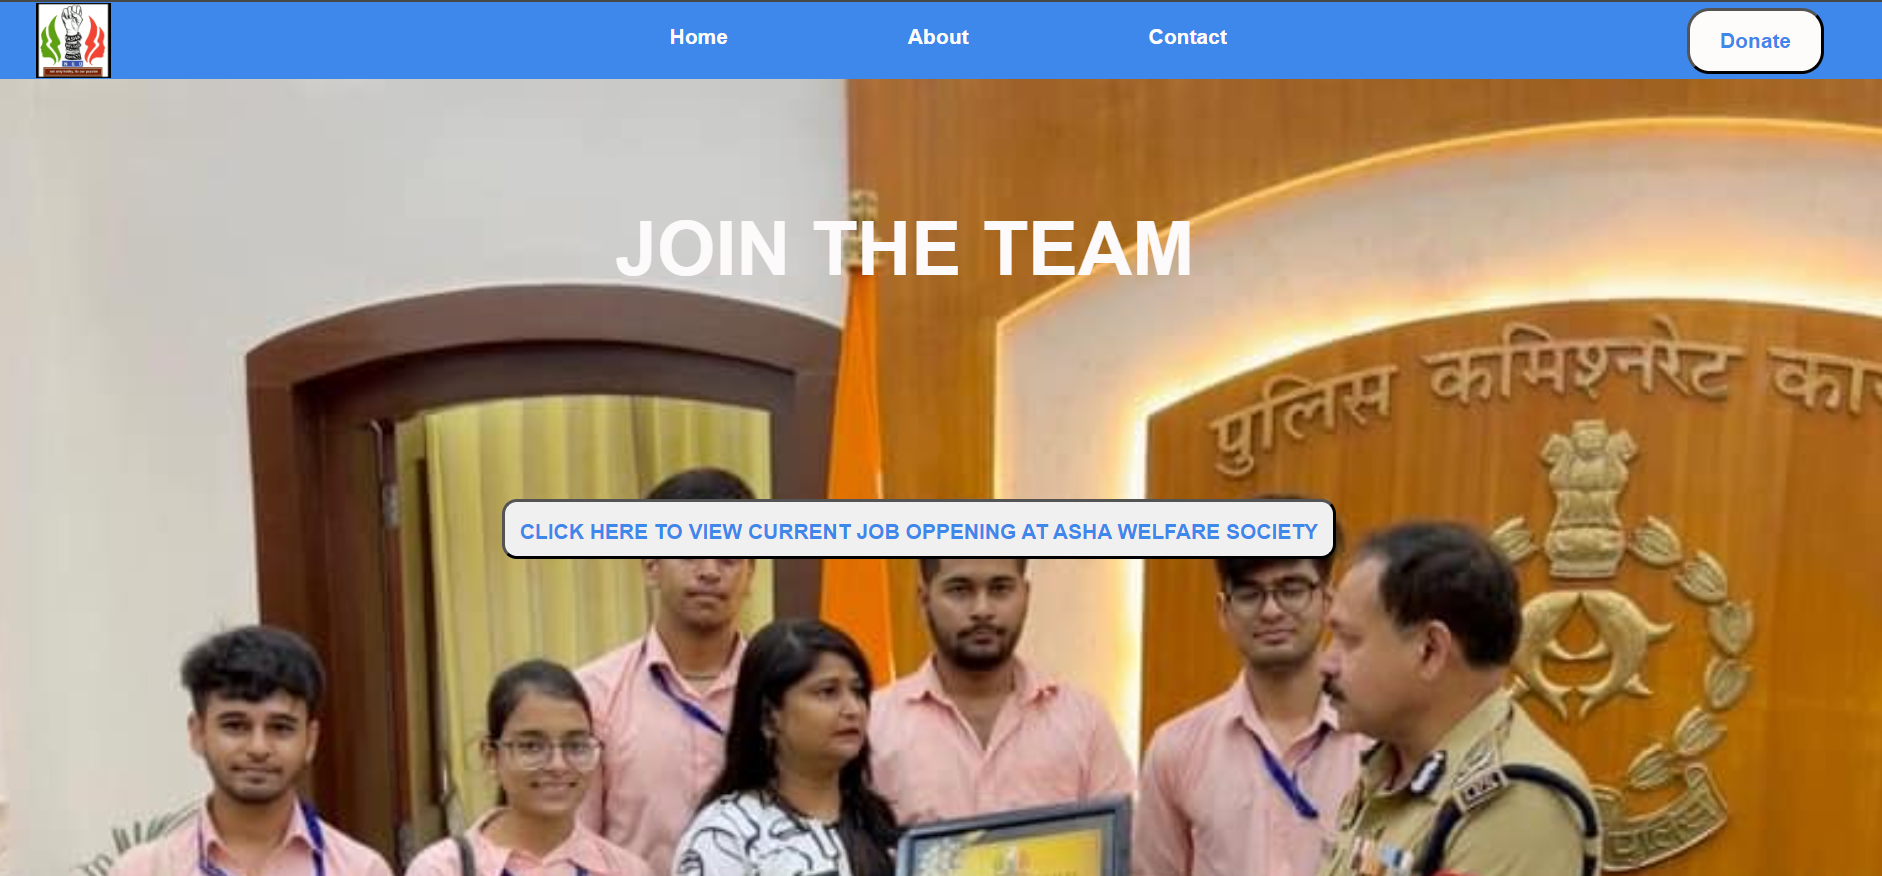 Home About Contact Donate
JOIN THE TEAM
पुलिस कमिश्नरेट
CLICK HERE TO VIEW CURRENT JOB OPPENING AT ASHA WELFARE SOCIETY